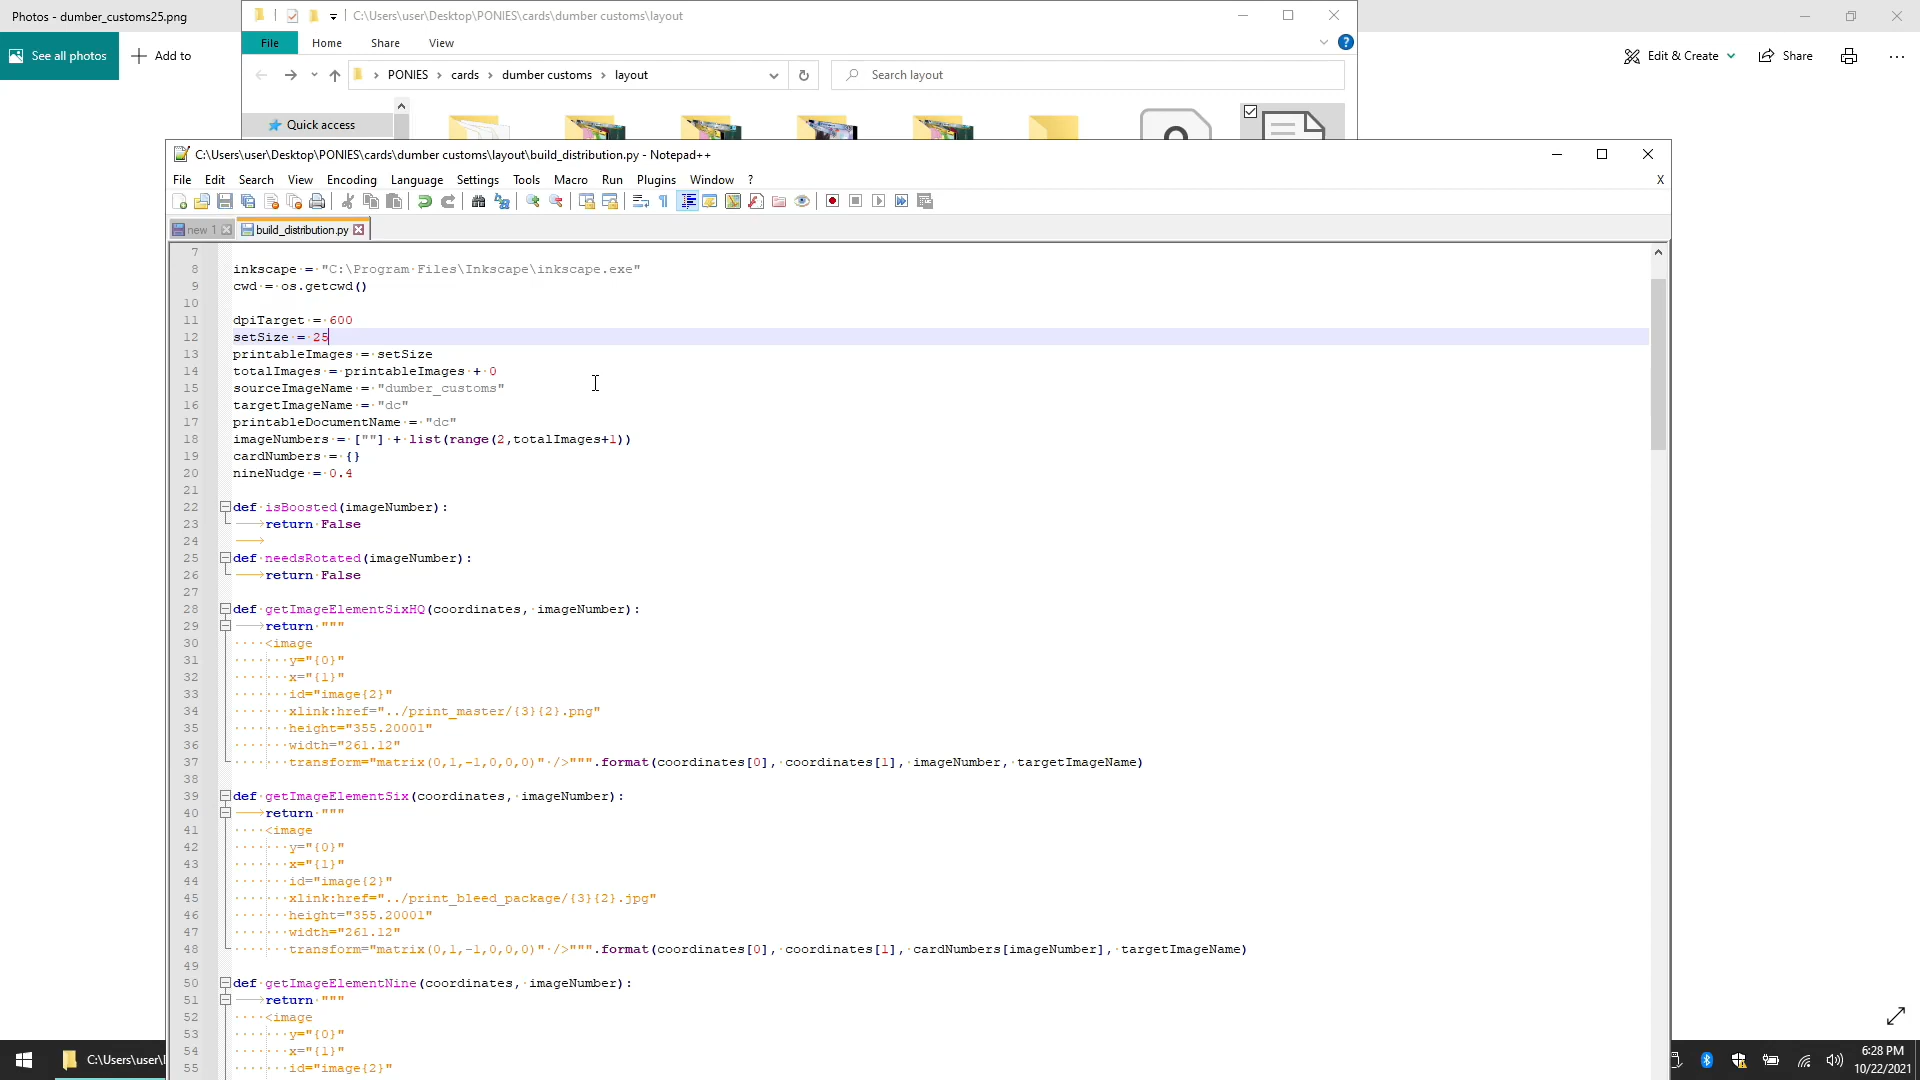 Photos - dumber_customs25.png
See all photos
Add to
C:\Users\user\Desktop\PONIES\cards\dumber customs\layout
File Home Share View
PONIES > cards > dumber customs > layout
Search layout
Quick access
Edit & Create
Share
C:\Users\user\Desktop\PONIES\cards\dumber customs\layout\build_distribution.py - Notepad++
File Edit Search View Encoding Language Settings Tools Macro Run Plugins Window ? X
new 1 build_distribution.py
7
8 inkscape = "C:\Program Files\Inkscape\inkscape.exe"
9 cwd = os.getcwd()
10
11 dpiTarget = 600
12 setSize = 25
13 printableImages = setSize
14 totalImages = printableImages + 0
15 sourceImageName = "dumber_customs"
16 targetImageName = "dc"
17 printableDocumentName = "dc"
18 imageNumbers = [""] + list(range(2,totalImages+1))
19 cardNumbers = {}
20 nineNudge = 0.4
21
22 def isBoosted(imageNumber):
23 return False
24
25 def needsRotated(imageNumber):
26 return False
27
28 def getImageElementSixHQ(coordinates, imageNumber):
29 return """
30 <image
31 y="{0}"
32 x="{1}"
33 id="image{2}"
34 xlink:href="../print_master/{3}{2}.png"
35 height="355.20001"
36 width="261.12"
37 transform="matrix(0,1,-1,0,0,0)" />""".format(coordinates[0], coordinates[1], imageNumber, targetImageName)
38
39 def getImageElementSix(coordinates, imageNumber):
40 return """
41 <image
42 y="{0}"
43 x="{1}"
44 id="image{2}"
45 xlink:href="../print_bleed_package/{3}{2}.jpg"
46 height="355.20001"
47 width="261.12"
48 transform="matrix(0,1,-1,0,0,0)" />""".format(coordinates[0], coordinates[1], cardNumbers[imageNumber], targetImageName)
49
50 def getImageElementNine(coordinates, imageNumber):
51 return """
52 <image
53 y="{0}"
54 x="{1}"
55 id="image{2}"
C:\Users\user\
6:28 PM
10/22/2021